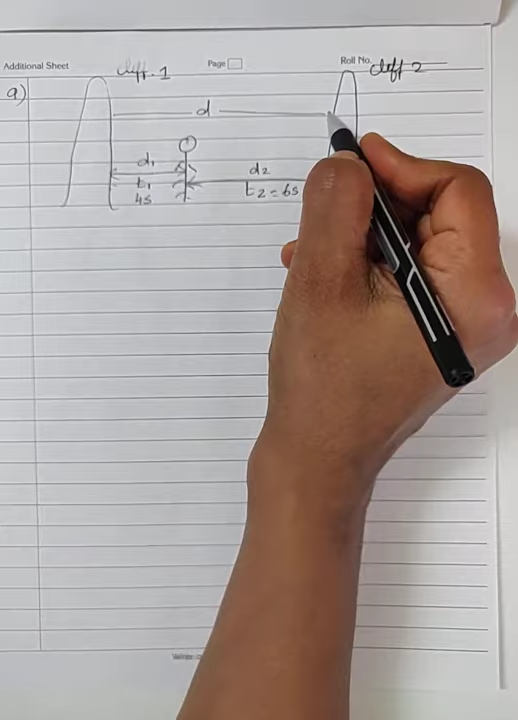 Additional Sheet Page Roll No.
a) cliff. 1 cliff 2
d
d₁ d₂
t₁ t₂ = 6s
4s